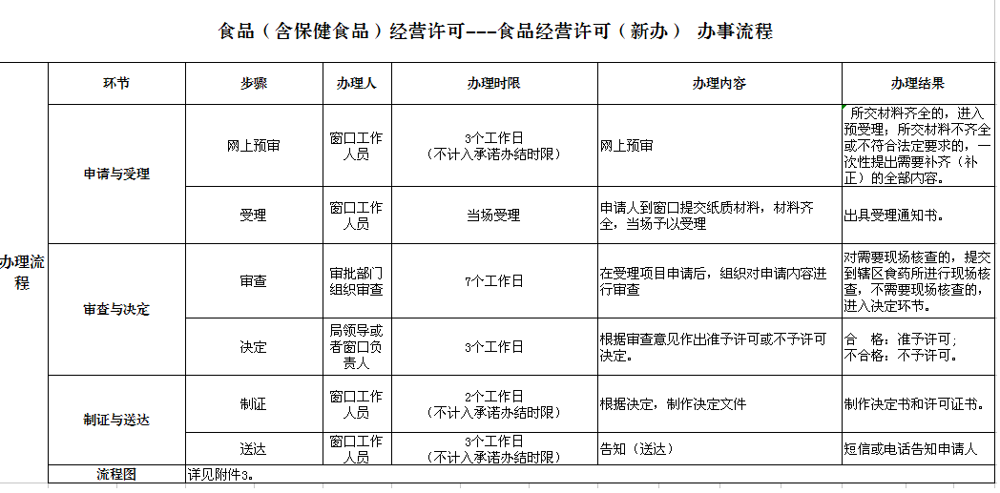 食品（含保健食品）经营许可---食品经营许可（新办） 办事流程
环节
步骤
办理人
办理时限
办理内容
办理结果
办理流
程
申请与受理
网上预审
窗口工作
人员
3个工作日
（不计入承诺办结时限）
网上预审
所交材料齐全的，进入
预受理；所交材料不齐全
或不符合法定要求的，一
次性提出需要补齐（补
正）的全部内容。
受理
窗口工作
人员
当场受理
申请人到窗口提交纸质材料，材料齐
全，当场予以受理
出具受理通知书。
审查与决定
审查
审批部门
组织审查
7个工作日
在受理项目申请后，组织对申请内容进
行审查
对需要现场核查的，提交
到辖区食药所进行现场核
查，不需要现场核查的，
进入决定环节。
决定
局领导或
者窗口负
责人
3个工作日
根据审查意见作出准予许可或不予许可
决定。
合　格：准予许可；
不合格：不予许可。
制证与送达
制证
窗口工作
人员
2个工作日
（不计入承诺办结时限）
根据决定，制作决定文件
制作决定书和许可证书。
送达
窗口工作
人员
3个工作日
（不计入承诺办结时限）
告知（送达）
短信或电话告知申请人
流程图
详见附件3。